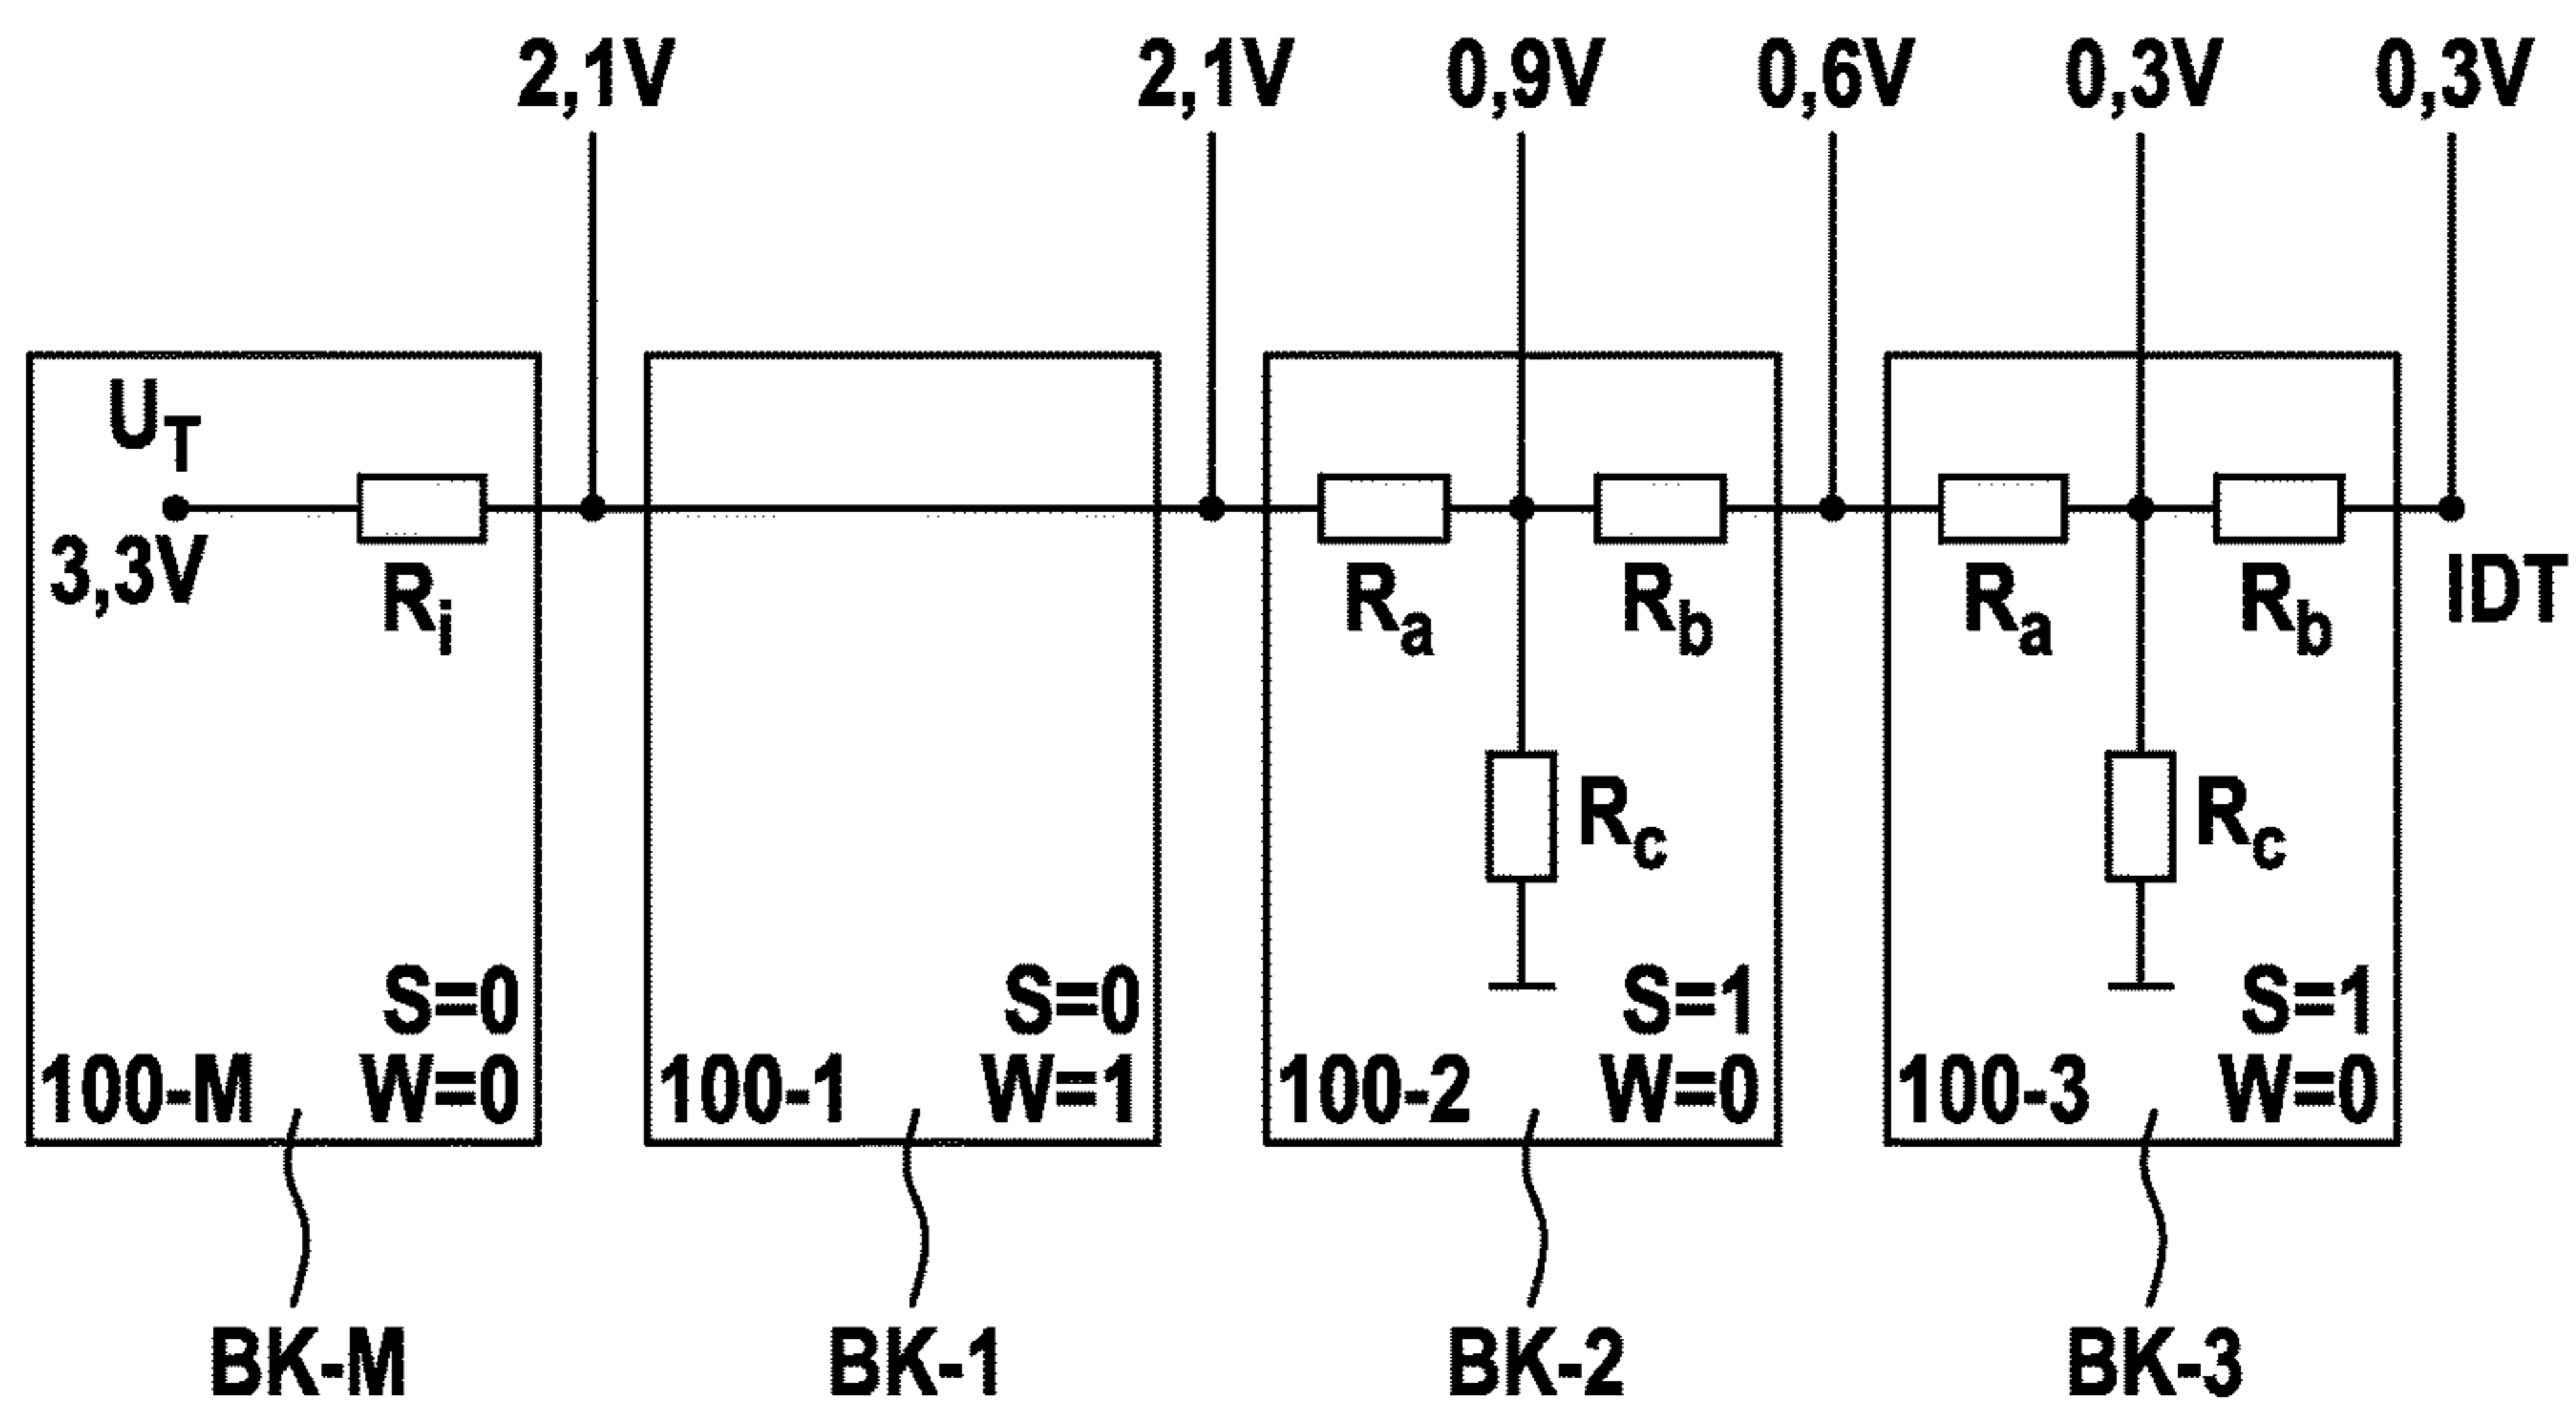 2,1V 2,1V 0,9V 0,6V 0,3V 0,3V
U_T
3,3V
R_i
R_a
R_b
R_a
R_b
IDT
R_c
R_c
S=0 S=0 S=1 S=1
100-M W=0 100-1 W=1 100-2 W=0 100-3 W=0
BK-M BK-1 BK-2 BK-3